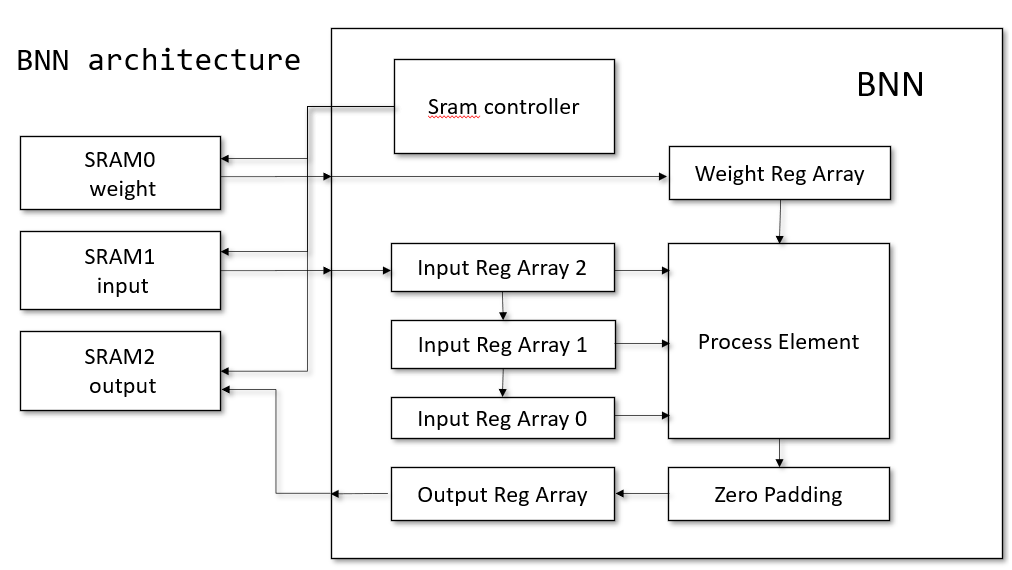 BNN architecture
BNN
Sram controller
SRAM0
weight
Weight Reg Array
SRAM1
input
Input Reg Array 2
Input Reg Array 1
Process Element
SRAM2
output
Input Reg Array 0
Output Reg Array
Zero Padding